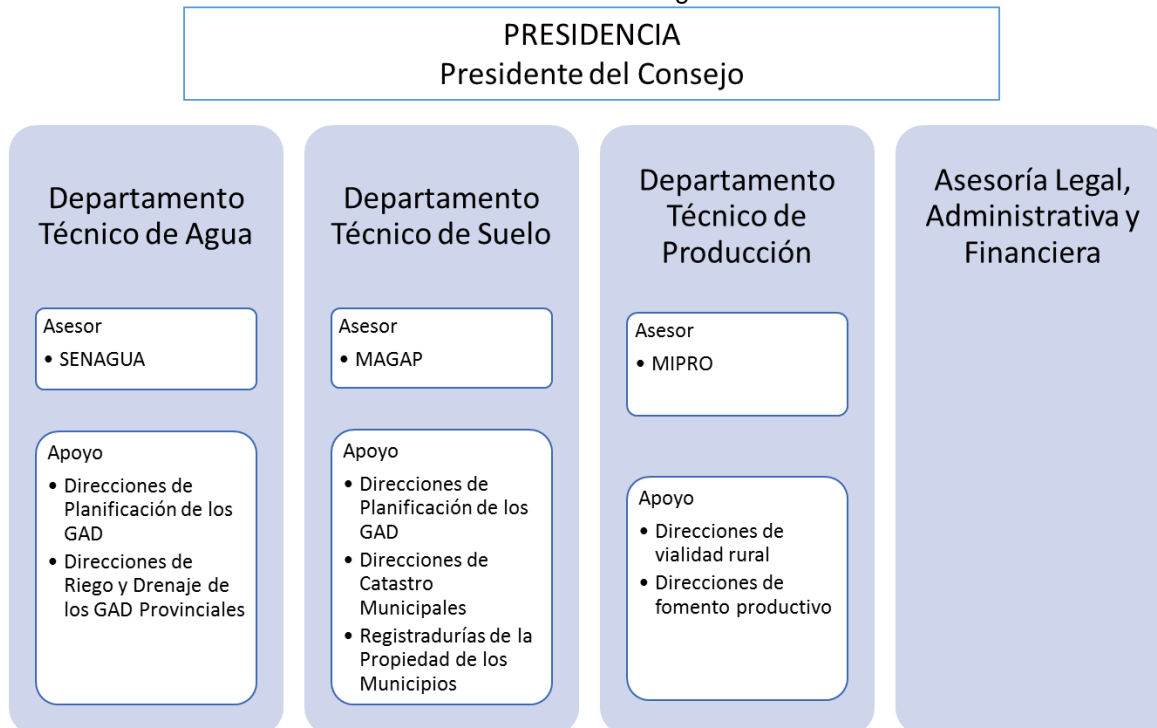 PRESIDENCIA
Presidente del Consejo
Departamento
Técnico de Agua
Asesor
• SENAGUA
Apoyo
• Direcciones de
Planificación de los
GAD
• Direcciones de
Riego y Drenaje de
los GAD Provinciales
Departamento
Técnico de Suelo
Asesor
• MAGAP
Apoyo
• Direcciones de
Planificación de los
GAD
• Direcciones de
Catastro
Municipales
• Registradurías de la
Propiedad de los
Municipios
Departamento
Técnico de
Producción
Asesor
• MIPRO
Apoyo
• Direcciones de
vialidad rural
• Direcciones de
fomento productivo
Asesoría Legal,
Administrativa y
Financiera